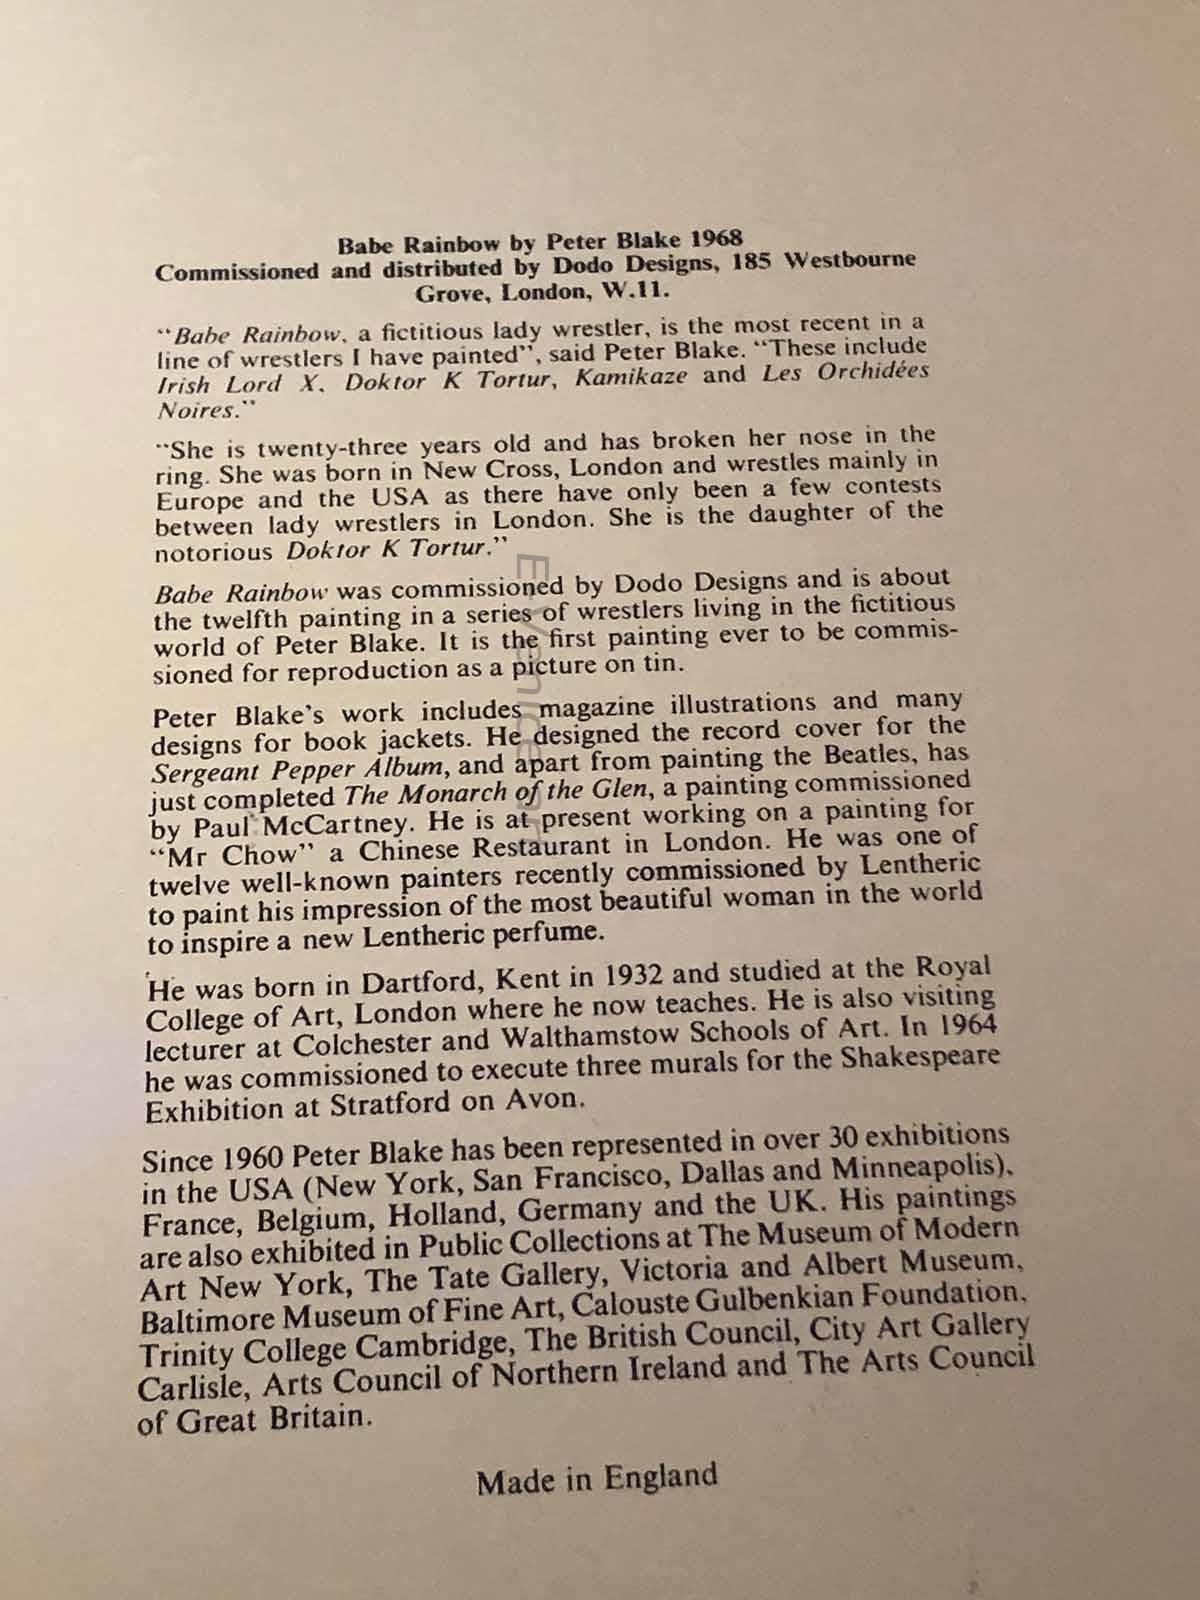 Babe Rainbow by Peter Blake 1968
Commissioned and distributed by Dodo Designs, 185 Westbourne
Grove, London, W.11.
"Babe Rainbow, a fictitious lady wrestler, is the most recent in a
line of wrestlers I have painted", said Peter Blake. "These include
Irish Lord X, Doktor K Tortur, Kamikaze and Les Orchidées
Noires."
"She is twenty-three years old and has broken her nose in the
ring. She was born in New Cross, London and wrestles mainly in
Europe and the USA as there have only been a few contests
between lady wrestlers in London. She is the daughter of the
notorious Doktor K Tortur."
Babe Rainbow was commissioned by Dodo Designs and is about
the twelfth painting in a series of wrestlers living in the fictitious
world of Peter Blake. It is the first painting ever to be commis-
sioned for reproduction as a picture on tin.
Peter Blake's work includes magazine illustrations and many
designs for book jackets. He designed the record cover for the
Sergeant Pepper Album, and apart from painting the Beatles, has
just completed The Monarch of the Glen, a painting commissioned
by Paul McCartney. He is at present working on a painting for
"Mr Chow" a Chinese Restaurant in London. He was one of
twelve well-known painters recently commissioned by Lentheric
to paint his impression of the most beautiful woman in the world
to inspire a new Lentheric perfume.
He was born in Dartford, Kent in 1932 and studied at the Royal
College of Art, London where he now teaches. He is also visiting
lecturer at Colchester and Walthamstow Schools of Art. In 1964
he was commissioned to execute three murals for the Shakespeare
Exhibition at Stratford on Avon.
Since 1960 Peter Blake has been represented in over 30 exhibitions
in the USA (New York, San Francisco, Dallas and Minneapolis),
France, Belgium, Holland, Germany and the UK. His paintings
are also exhibited in Public Collections at The Museum of Modern
Art New York, The Tate Gallery, Victoria and Albert Museum,
Baltimore Museum of Fine Art, Calouste Gulbenkian Foundation,
Trinity College Cambridge, The British Council, City Art Gallery
Carlisle, Arts Council of Northern Ireland and The Arts Council
of Great Britain.
Made in England